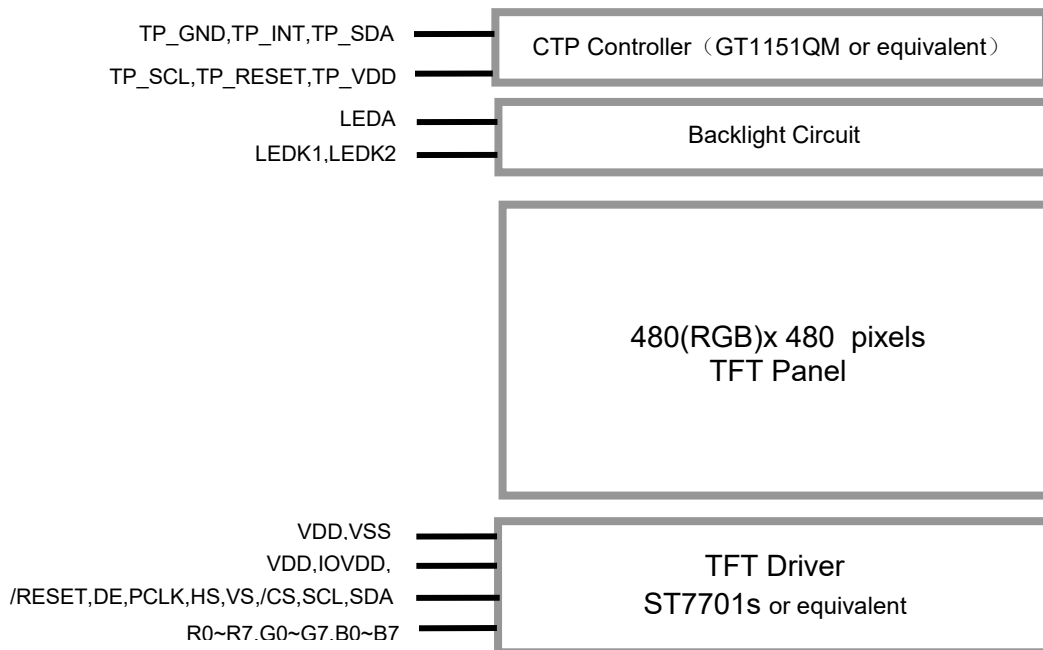 TP_GND,TP_INT,TP_SDA
TP_SCL,TP_RESET,TP_VDD
CTP Controller（GT1151QM or equivalent）
LEDA
LEDK1,LEDK2
Backlight Circuit
480(RGB)x 480 pixels
TFT Panel
VDD,VSS
VDD,IOVDD,
/RESET,DE,PCLK,HS,VS,/CS,SCL,SDA
R0~R7,G0~G7,B0~B7
TFT Driver
ST7701s or equivalent